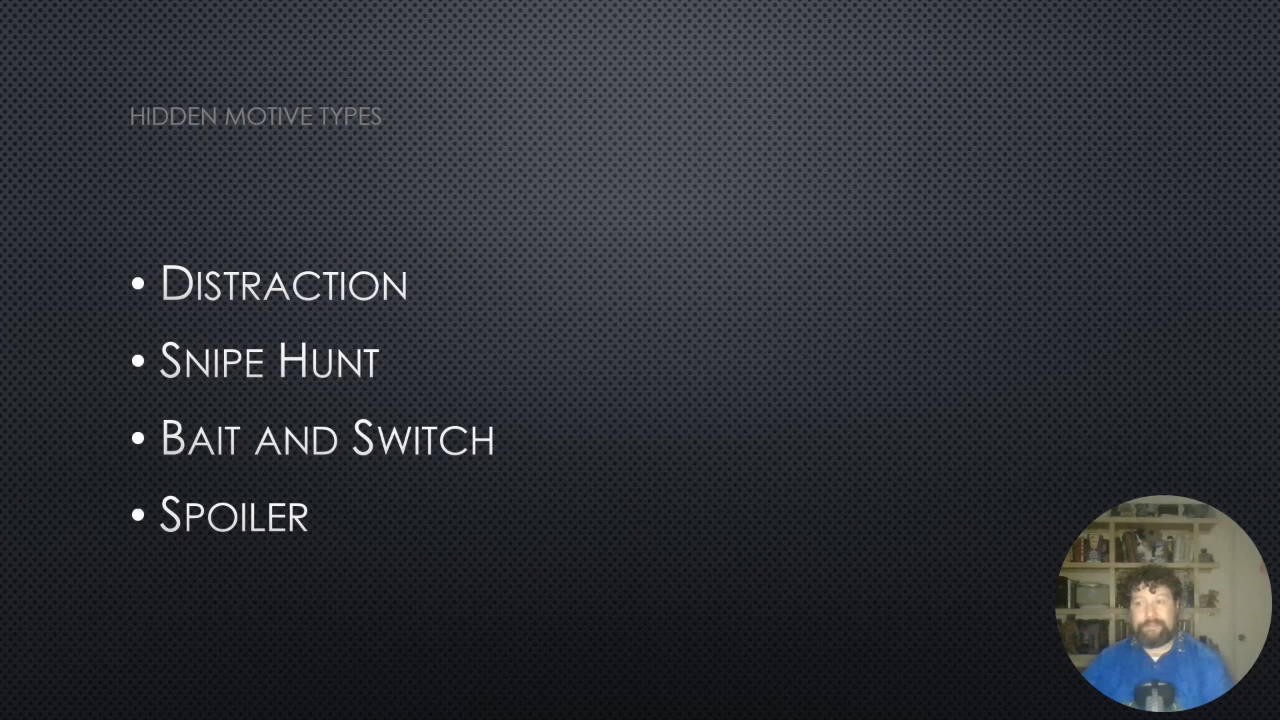 HIDDEN MOTIVE TYPES
• DISTRACTION
• SNIPE HUNT
• BAIT AND SWITCH
• SPOILER